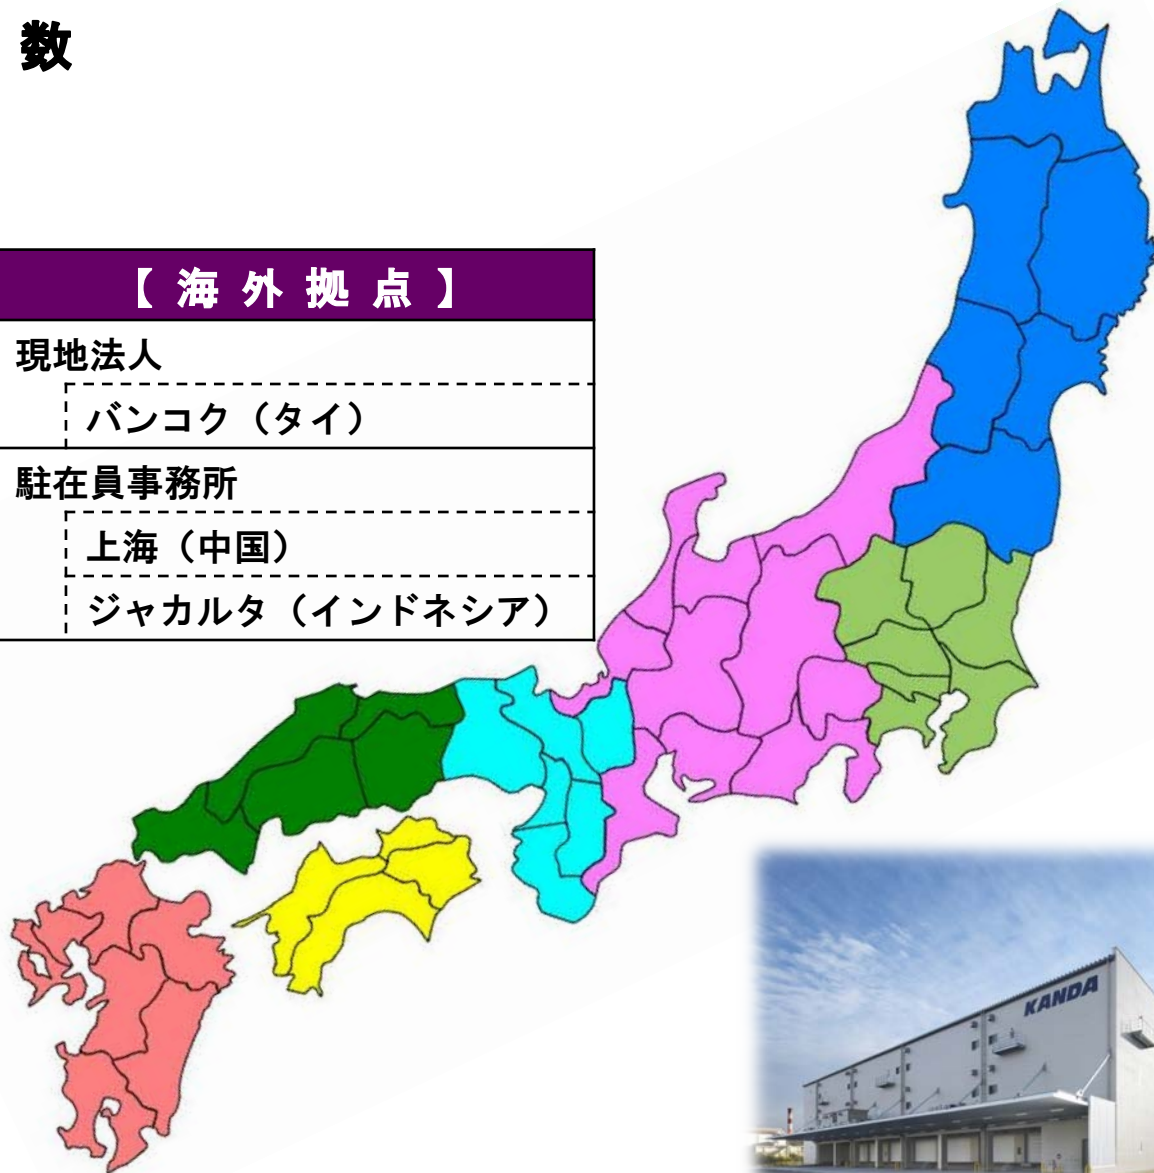 数
【海外拠点】
現地法人
バンコク（タイ）
駐在員事務所
上海（中国）
ジャカルタ（インドネシア）
KANDA